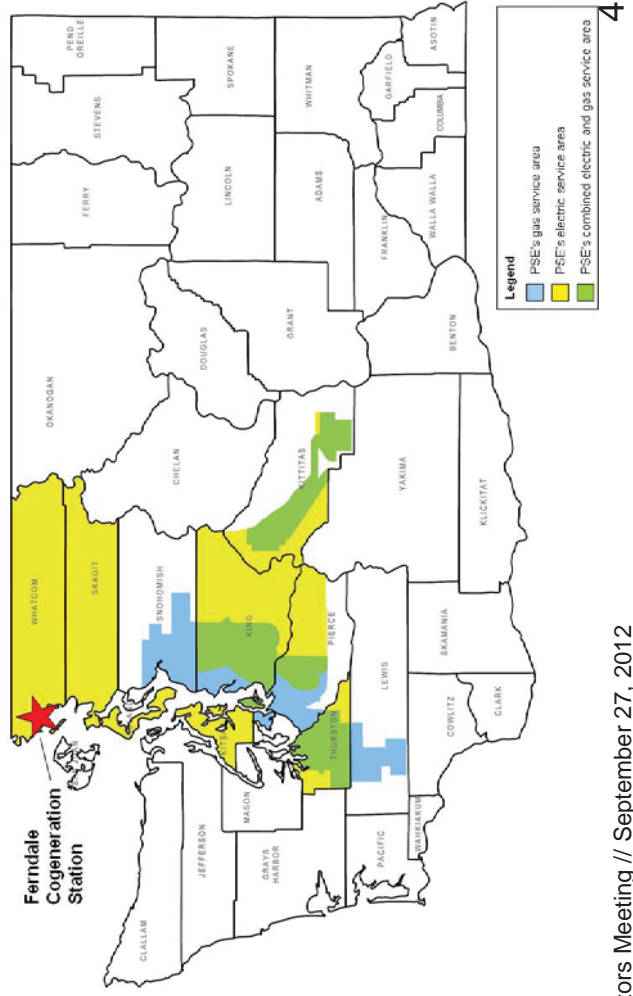 Ferndale
Cogeneration
Station
WHATCOM
SKAGIT
SNOHOMISH
KING
PIERCE
KITS
THURSTON
MASON
CLALLAM
JEFFERSON
GRAYS
HARBOR
PACIFIC
WAHKIAKUM
LEWIS
COWLITZ
CLARK
SKAMANIA
KLICKITAT
YAKIMA
KITTITAS
CHELAN
OKANOGAN
DOUGLAS
GRANT
BENTON
FERRY
STEVENS
PEND
OREILLE
LINCOLN
SPOKANE
ADAMS
WHITMAN
FRANKLIN
WALLA WALLA
COLUMBIA
GARFIELD
ASOTIN
Legend
PSE's gas service area
PSE's electric service area
PSE's combined electric and gas service area
tors Meeting // September 27, 2012
4